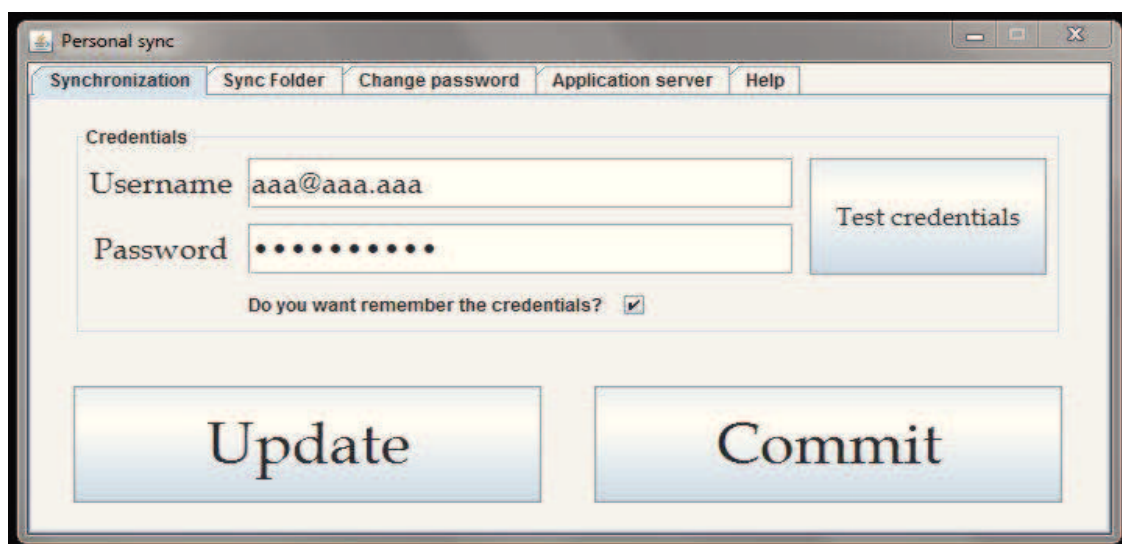 Personal sync
Synchronization Sync Folder Change password Application server Help
Credentials
Username aaa@aaa.aaa
Test credentials
Password ••••••••••
Do you want remember the credentials?
Update Commit